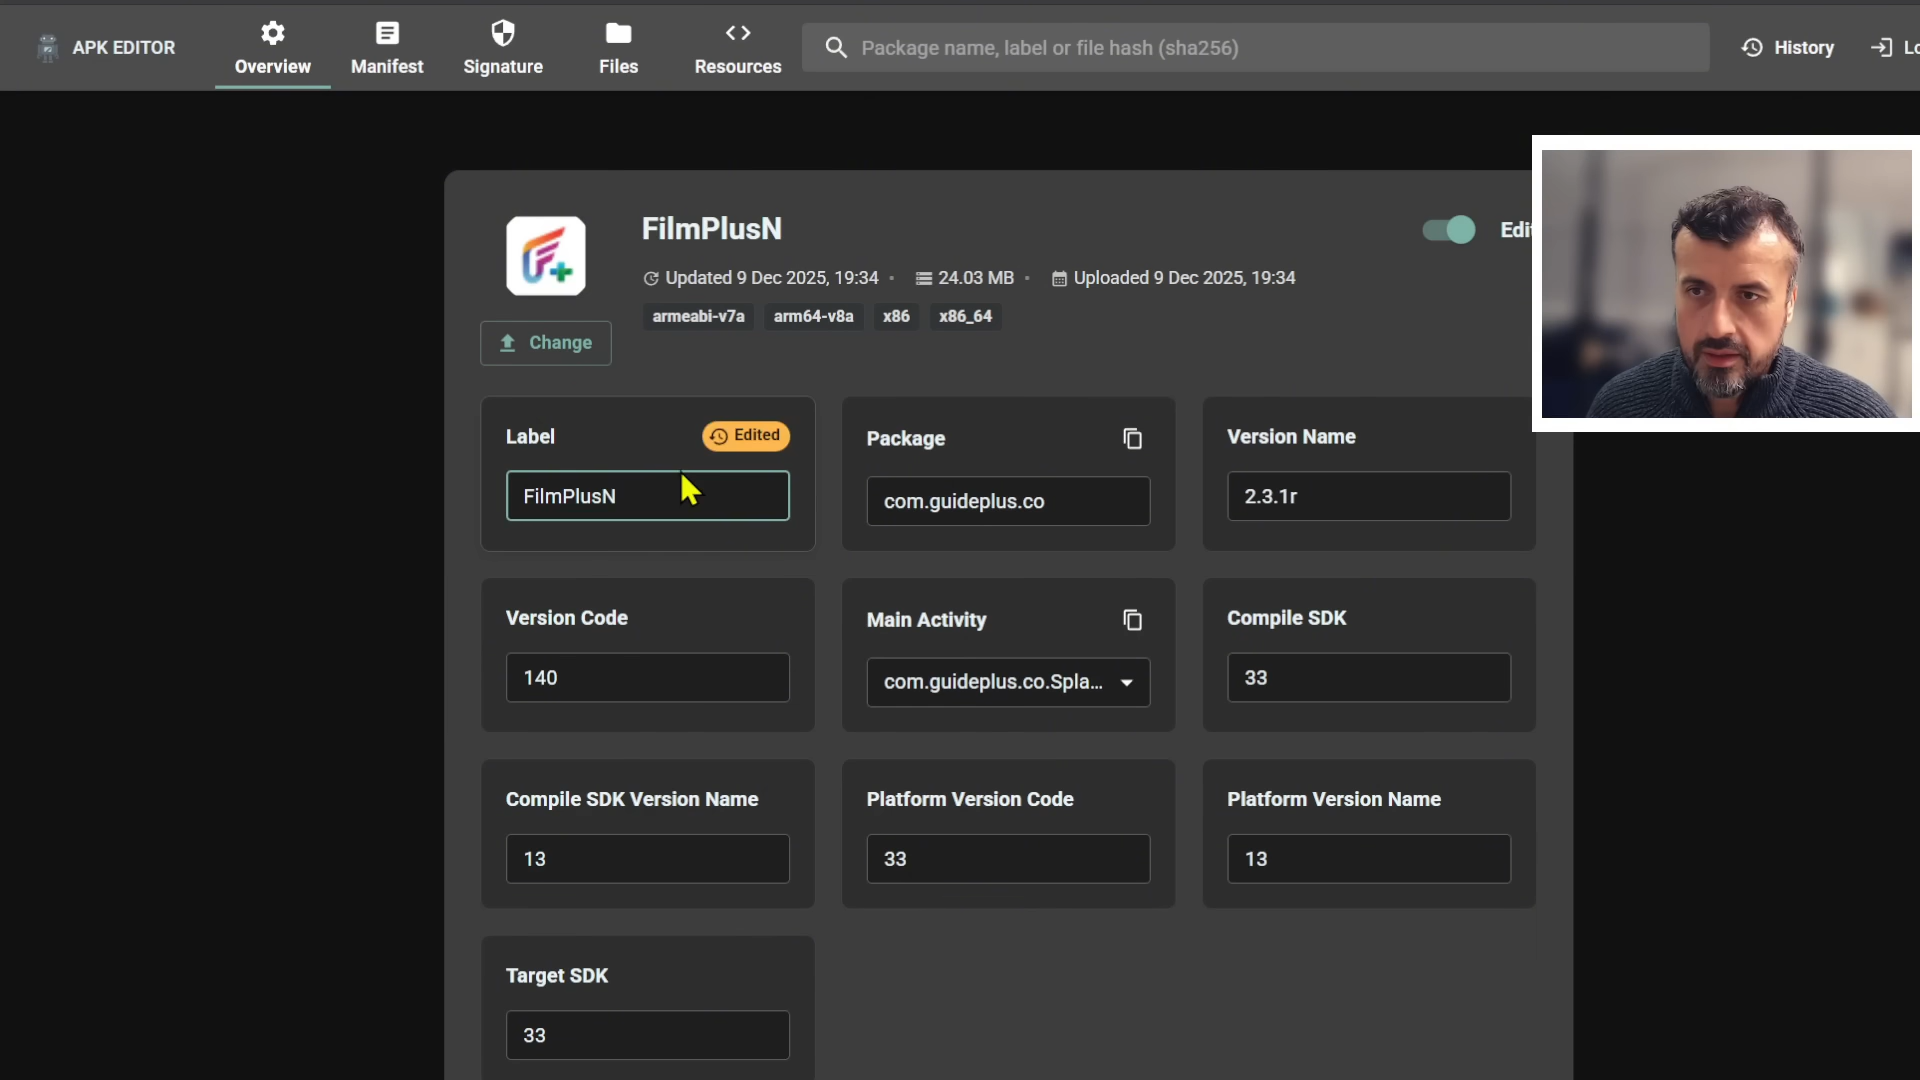 APK EDITOR
Overview
Manifest
Signature
Files
Resources
Package name, label or file hash (sha256)
History
Lo
FilmPlusN
Edit
Updated 9 Dec 2025, 19:34 · 24.03 MB · Uploaded 9 Dec 2025, 19:34
armeabi-v7a arm64-v8a x86 x86_64
Change
Label
Edited
FilmPlusN
Package
com.guideplus.co
Version Name
2.3.1r
Version Code
140
Main Activity
com.guideplus.co.Spla...
Compile SDK
33
Compile SDK Version Name
13
Platform Version Code
33
Platform Version Name
13
Target SDK
33